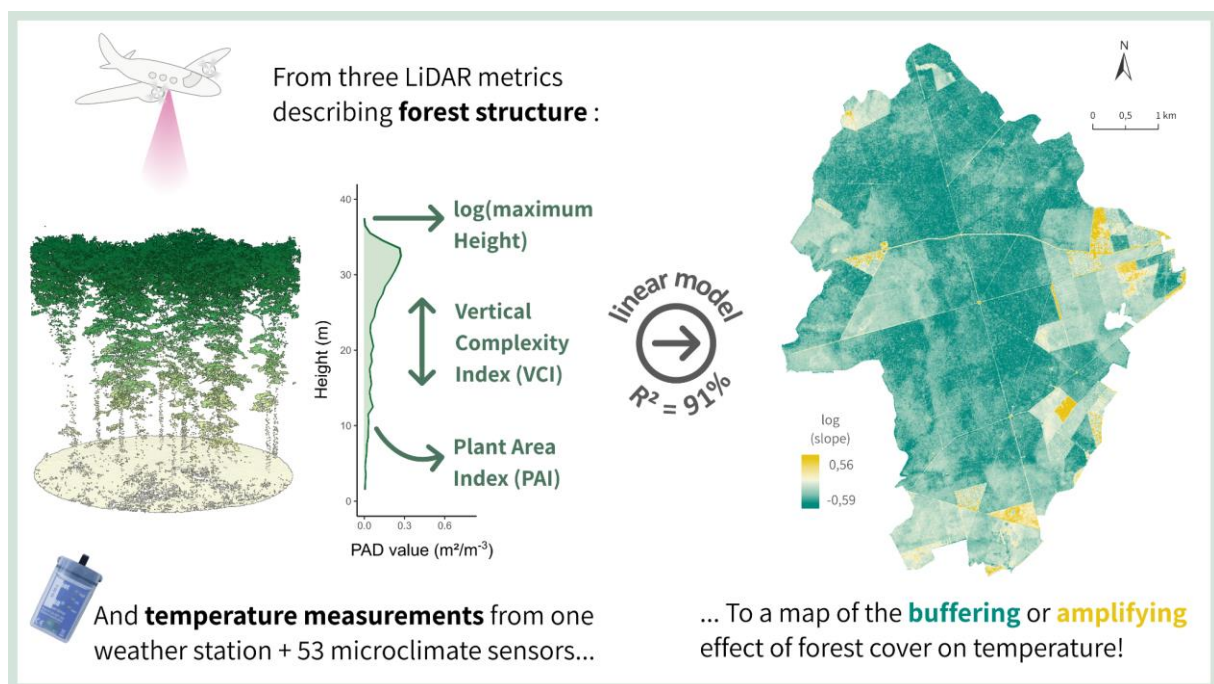 From three LiDAR metrics
describing forest structure :
40
30
20
10
0
Height (m)
0.0
0.3
0.6
PAD value (m²/m⁻³)
log(maximum
Height)
Vertical
Complexity
Index (VCI)
Plant Area
Index (PAI)
And temperature measurements from one
weather station + 53 microclimate sensors...
linear model
R² = 91%
N
0 0,5 1 km
log
(slope)
0,56
-0,59
... To a map of the buffering or amplifying
effect of forest cover on temperature!